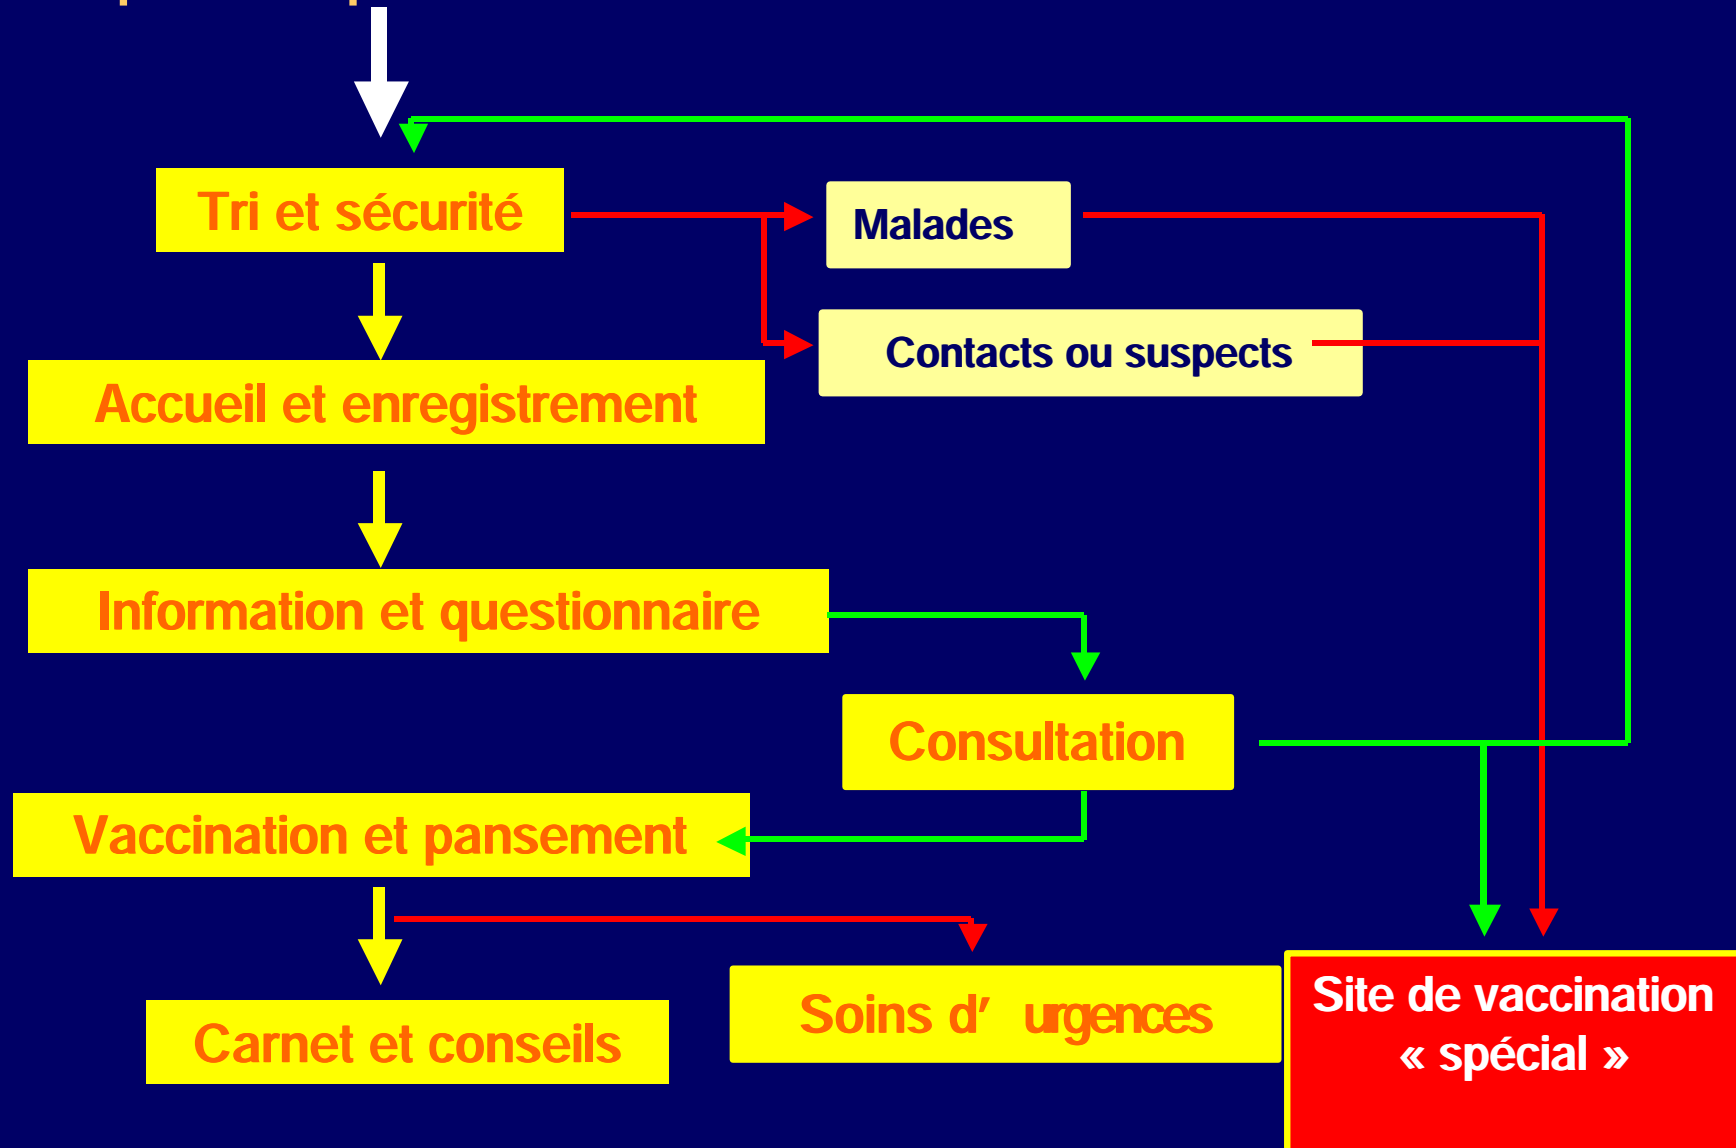 Tri et sécurité
Malades
Contacts ou suspects
Accueil et enregistrement
Information et questionnaire
Consultation
Vaccination et pansement
Soins d’ urgences
Site de vaccination
« spécial »
Carnet et conseils